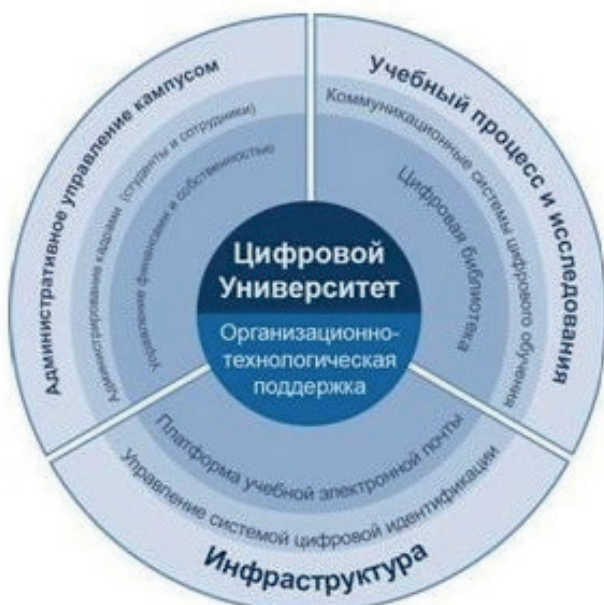 Административное управление кампусом
Администрирование кадрами (студенты и сотрудники)
Управление финансами и собственностью
Учебный процесс и исследования
Коммуникационные системы цифрового обучения
Цифровая библиотека
Цифровой
Университет
Организационно-
технологическая
поддержка
Платформа учебной электронной почты
Управление системой цифровой идентификации
Инфраструктура